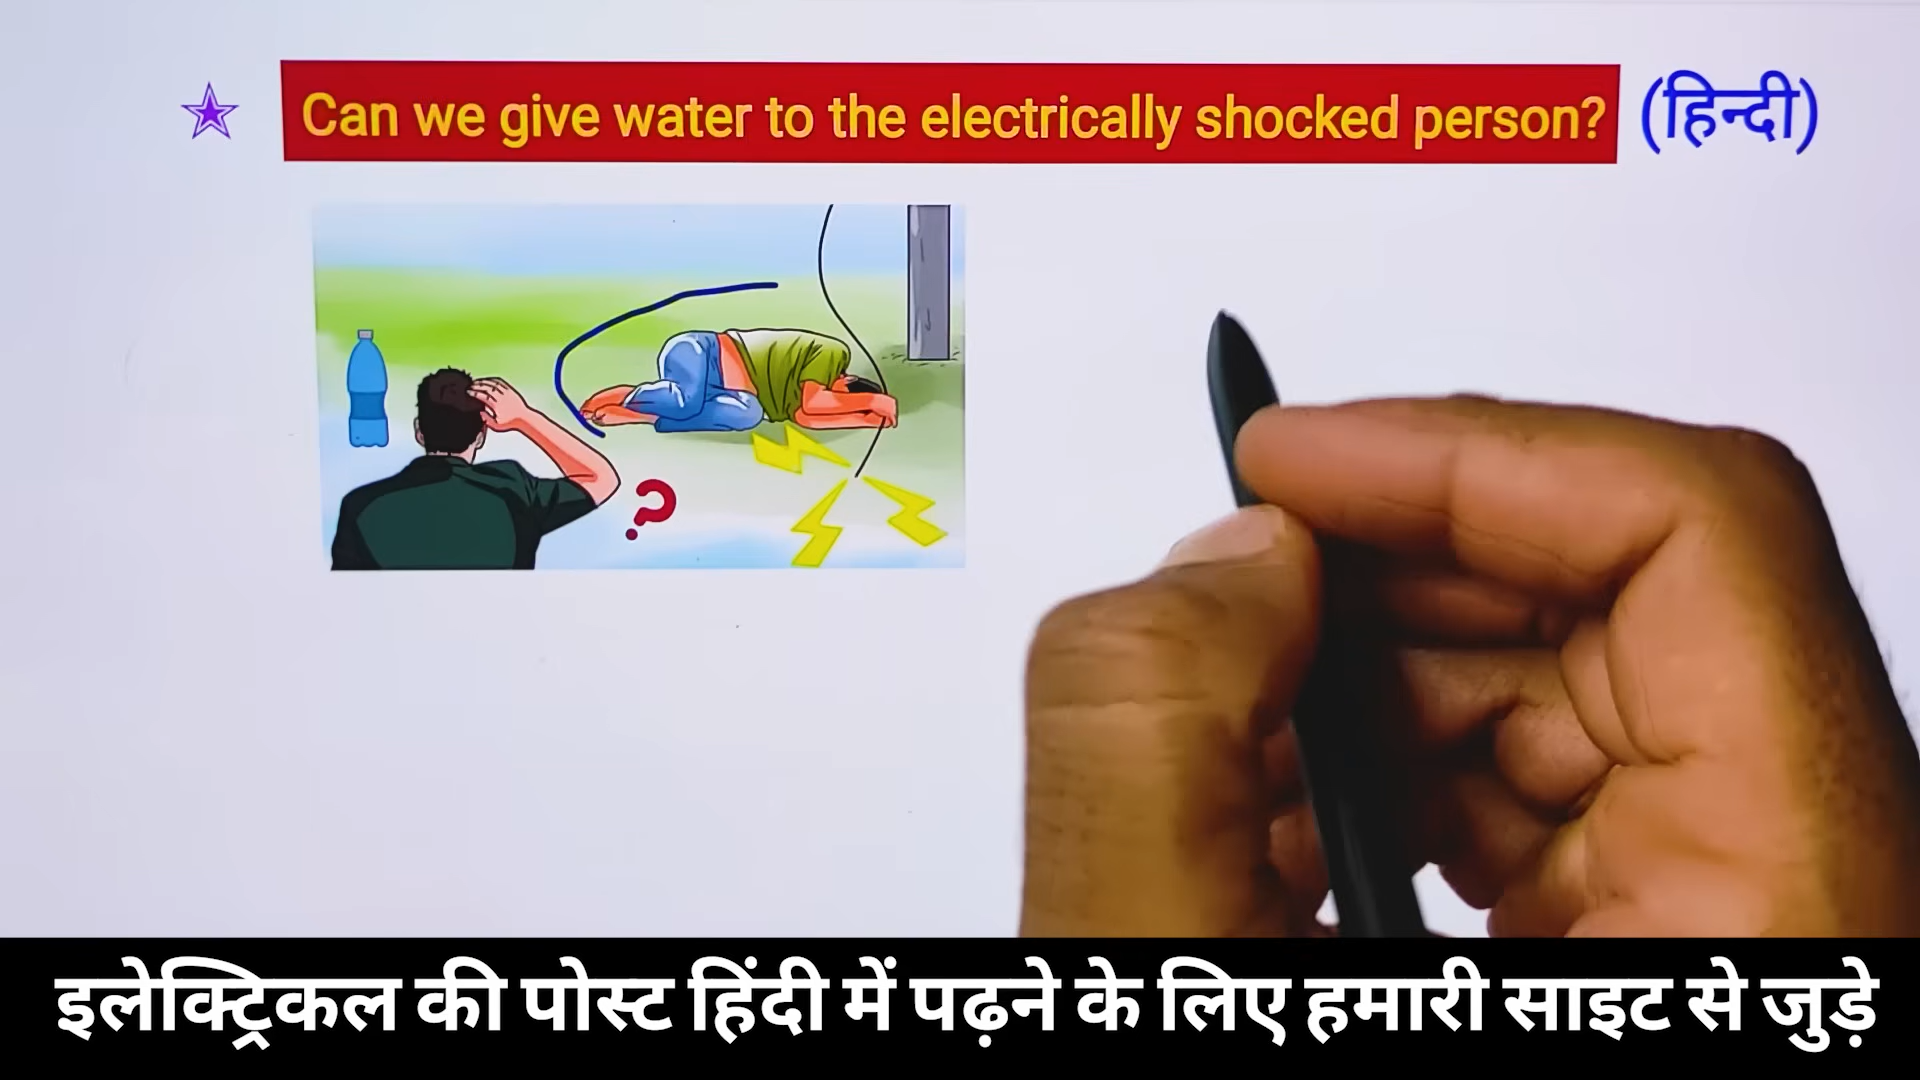 Can we give water to the electrically shocked person? (हिन्दी)
?
इलेक्ट्रिकल की पोस्ट हिंदी में पढ़ने के लिए हमारी साइट से जुड़े